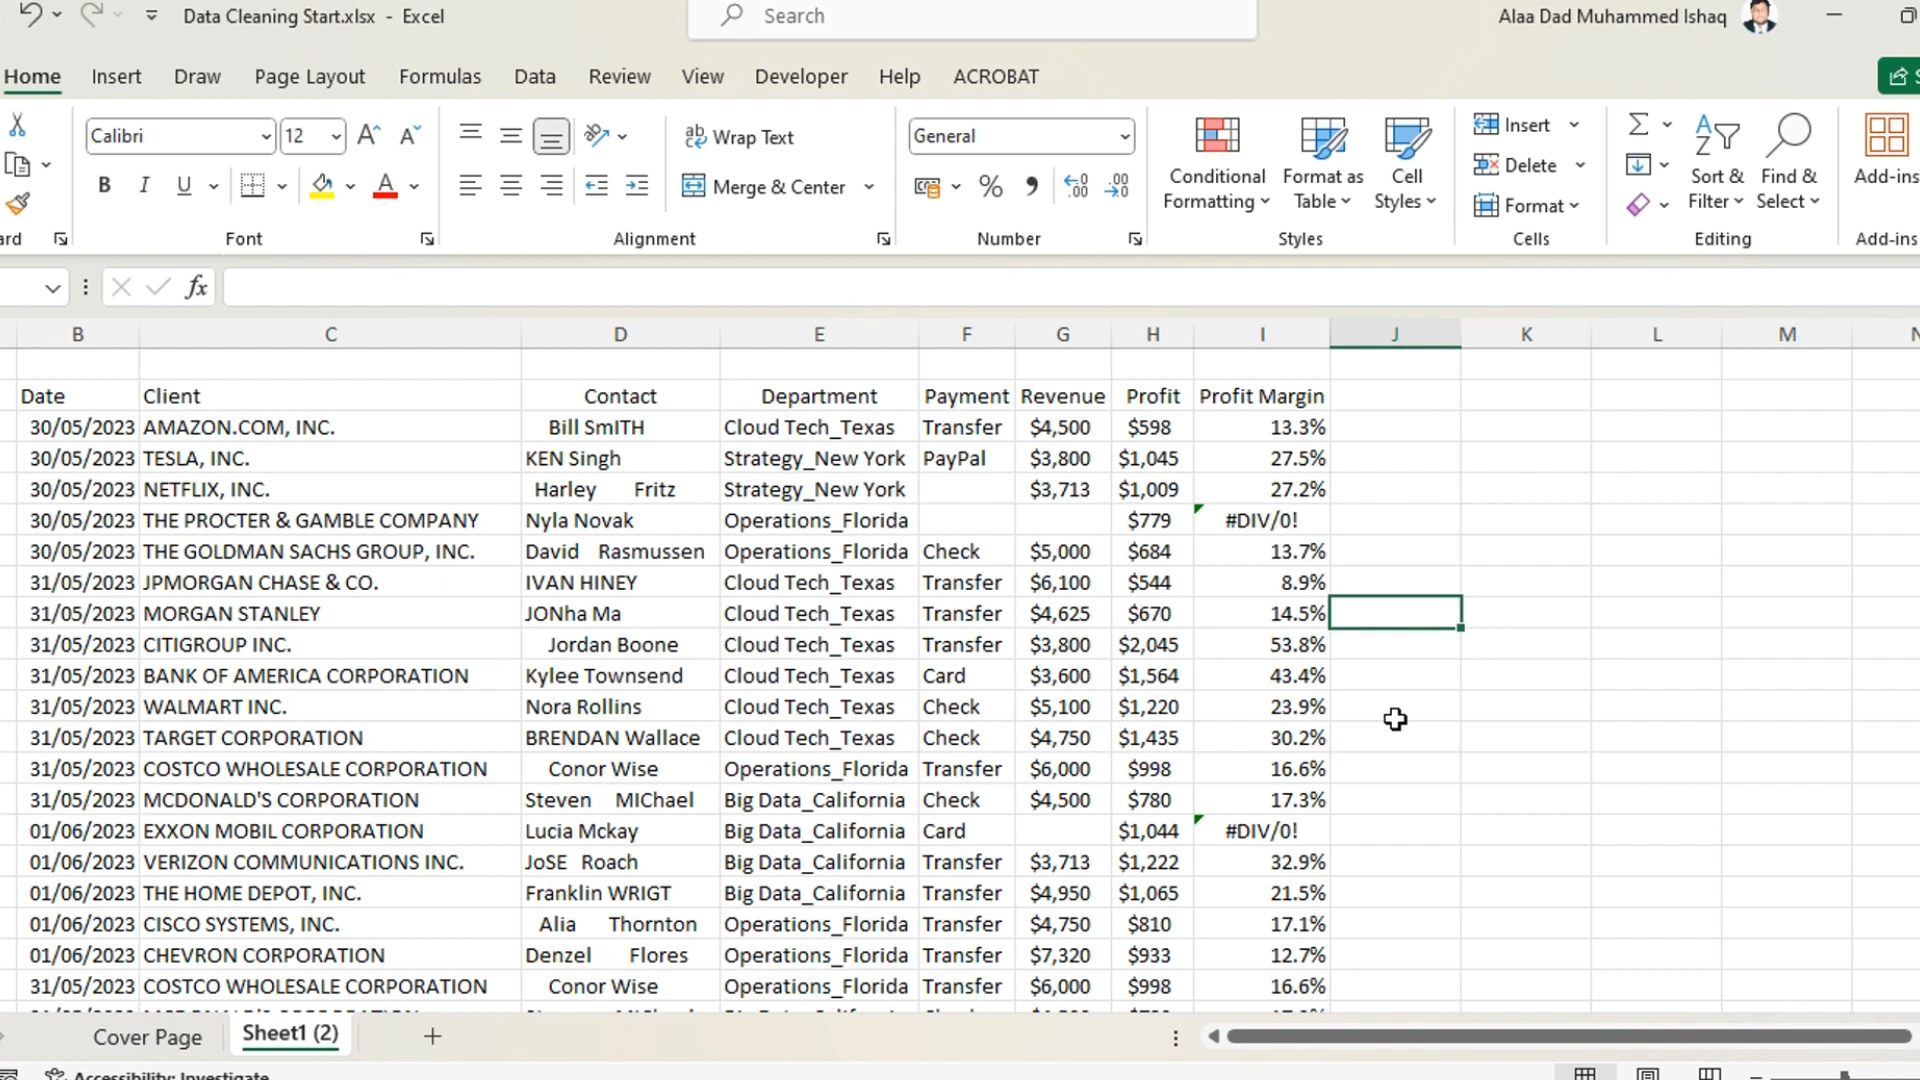 Data Cleaning Start.xlsx - Excel
Search
Alaa Dad Muhammed Ishaq
Home Insert Draw Page Layout Formulas Data Review View Developer Help ACROBAT
Calibri 12 Wrap Text General Insert
B I U Merge & Center % Conditional Formatting Format as Table Cell Styles Delete Sort & Filter Find & Select Add-ins
Format
Font Alignment Number Styles Cells Editing Add-ins
fx
B C D E F G H I J K L M
Date Client Contact Department Payment Revenue Profit Profit Margin
30/05/2023 AMAZON.COM, INC. Bill SmITH Cloud Tech_Texas Transfer $4,500 $598 13.3%
30/05/2023 TESLA, INC. KEN Singh Strategy_New York PayPal $3,800 $1,045 27.5%
30/05/2023 NETFLIX, INC. Harley Fritz Strategy_New York $3,713 $1,009 27.2%
30/05/2023 THE PROCTER & GAMBLE COMPANY Nyla Novak Operations_Florida $779 #DIV/0!
30/05/2023 THE GOLDMAN SACHS GROUP, INC. David Rasmussen Operations_Florida Check $5,000 $684 13.7%
31/05/2023 JPMORGAN CHASE & CO. IVAN HINEY Cloud Tech_Texas Transfer $6,100 $544 8.9%
31/05/2023 MORGAN STANLEY JONha Ma Cloud Tech_Texas Transfer $4,625 $670 14.5%
31/05/2023 CITIGROUP INC. Jordan Boone Cloud Tech_Texas Transfer $3,800 $2,045 53.8%
31/05/2023 BANK OF AMERICA CORPORATION Kylee Townsend Cloud Tech_Texas Card $3,600 $1,564 43.4%
31/05/2023 WALMART INC. Nora Rollins Cloud Tech_Texas Check $5,100 $1,220 23.9%
31/05/2023 TARGET CORPORATION BRENDAN Wallace Cloud Tech_Texas Check $4,750 $1,435 30.2%
31/05/2023 COSTCO WHOLESALE CORPORATION Conor Wise Operations_Florida Transfer $6,000 $998 16.6%
31/05/2023 MCDONALD'S CORPORATION Steven MIChael Big Data_California Check $4,500 $780 17.3%
01/06/2023 EXXON MOBIL CORPORATION Lucia Mckay Big Data_California Card $1,044 #DIV/0!
01/06/2023 VERIZON COMMUNICATIONS INC. JoSE Roach Big Data_California Transfer $3,713 $1,222 32.9%
01/06/2023 THE HOME DEPOT, INC. Franklin WRIGT Big Data_California Transfer $4,950 $1,065 21.5%
01/06/2023 CISCO SYSTEMS, INC. Alia Thornton Operations_Florida Transfer $4,750 $810 17.1%
01/06/2023 CHEVRON CORPORATION Denzel Flores Operations_Florida Transfer $7,320 $933 12.7%
31/05/2023 COSTCO WHOLESALE CORPORATION Conor Wise Operations_Florida Transfer $6,000 $998 16.6%
Cover Page Sheet1 (2)
Accessibility: Investigate